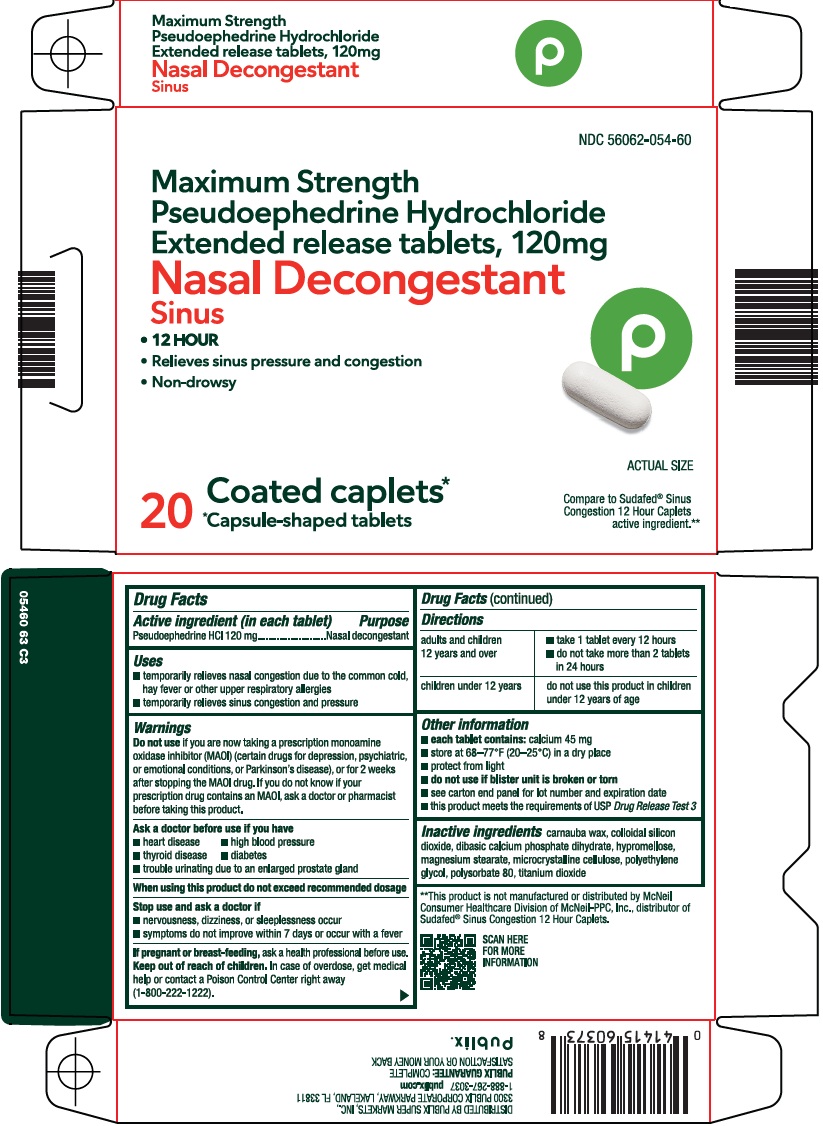 Maximum Strength
Pseudoephedrine Hydrochloride
Extended release tablets, 120mg
Nasal Decongestant
Sinus
p
NDC 56062-054-60
Maximum Strength
Pseudoephedrine Hydrochloride
Extended release tablets, 120mg
Nasal Decongestant
Sinus
• 12 HOUR
• Relieves sinus pressure and congestion
• Non-drowsy
p
ACTUAL SIZE
20 Coated caplets*
*Capsule-shaped tablets
Compare to Sudafed® Sinus
Congestion 12 Hour Caplets
active ingredient.**
05460 63 C3
Drug Facts
Active ingredient (in each tablet) Purpose
Pseudoephedrine HCl 120 mg.......................Nasal decongestant
Uses
■ temporarily relieves nasal congestion due to the common cold,
hay fever or other upper respiratory allergies
■ temporarily relieves sinus congestion and pressure
Warnings
Do not use if you are now taking a prescription monoamine
oxidase inhibitor (MAOI) (certain drugs for depression, psychiatric,
or emotional conditions, or Parkinson's disease), or for 2 weeks
after stopping the MAOI drug. If you do not know if your
prescription drug contains an MAOI, ask a doctor or pharmacist
before taking this product.
Ask a doctor before use if you have
■ heart disease ■ high blood pressure
■ thyroid disease ■ diabetes
■ trouble urinating due to an enlarged prostate gland
When using this product do not exceed recommended dosage
Stop use and ask a doctor if
■ nervousness, dizziness, or sleeplessness occur
■ symptoms do not improve within 7 days or occur with a fever
If pregnant or breast-feeding, ask a health professional before use.
Keep out of reach of children. In case of overdose, get medical
help or contact a Poison Control Center right away
(1-800-222-1222).
Drug Facts (continued)
Directions
adults and children
12 years and over
■ take 1 tablet every 12 hours
■ do not take more than 2 tablets
in 24 hours
children under 12 years
do not use this product in children
under 12 years of age
Other information
■ each tablet contains: calcium 45 mg
■ store at 68–77°F (20–25°C) in a dry place
■ protect from light
■ do not use if blister unit is broken or torn
■ see carton end panel for lot number and expiration date
■ this product meets the requirements of USP Drug Release Test 3
Inactive ingredients carnauba wax, colloidal silicon
dioxide, dibasic calcium phosphate dihydrate, hypromellose,
magnesium stearate, microcrystalline cellulose, polyethylene
glycol, polysorbate 80, titanium dioxide
**This product is not manufactured or distributed by McNeil
Consumer Healthcare Division of McNeil-PPC, Inc., distributor of
Sudafed® Sinus Congestion 12 Hour Caplets.
SCAN HERE
FOR MORE
INFORMATION
DISTRIBUTED BY PUBLIX SUPER MARKETS, INC.,
3300 PUBLIX CORPORATE PARKWAY, LAKELAND, FL 33811
1-888-267-3037 publix.com
PUBLIX GUARANTEE: COMPLETE
SATISFACTION OR YOUR MONEY BACK
Publix.
0 41415 60373 8